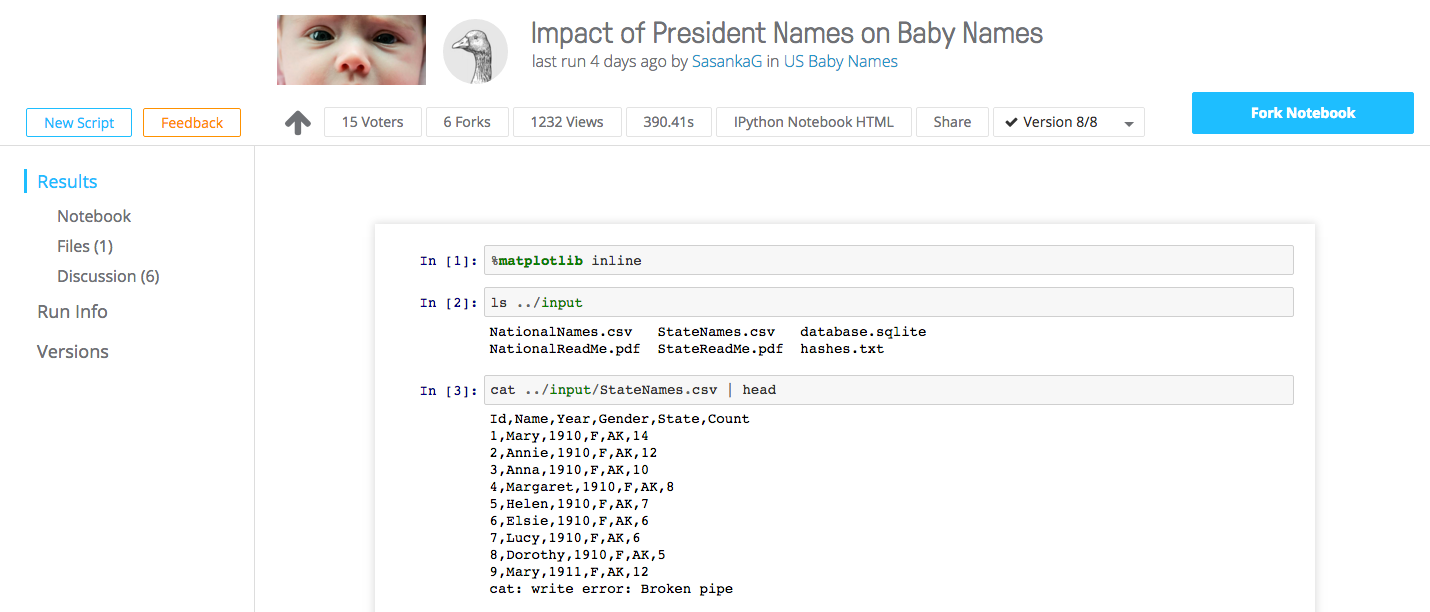 Impact of President Names on Baby Names
last run 4 days ago by SasankaG in US Baby Names
New Script
Feedback
15 Voters
6 Forks
1232 Views
390.41s
IPython Notebook HTML
Share
Version 8/8
Fork Notebook
Results
Notebook
Files (1)
Discussion (6)
Run Info
Versions
In [1]: %matplotlib inline
In [2]: ls ../input
NationalNames.csv StateNames.csv database.sqlite
NationalReadMe.pdf StateReadMe.pdf hashes.txt
In [3]: cat ../input/StateNames.csv | head
Id,Name,Year,Gender,State,Count
1,Mary,1910,F,AK,14
2,Annie,1910,F,AK,12
3,Anna,1910,F,AK,10
4,Margaret,1910,F,AK,8
5,Helen,1910,F,AK,7
6,Elsie,1910,F,AK,6
7,Lucy,1910,F,AK,6
8,Dorothy,1910,F,AK,5
9,Mary,1911,F,AK,12
cat: write error: Broken pipe